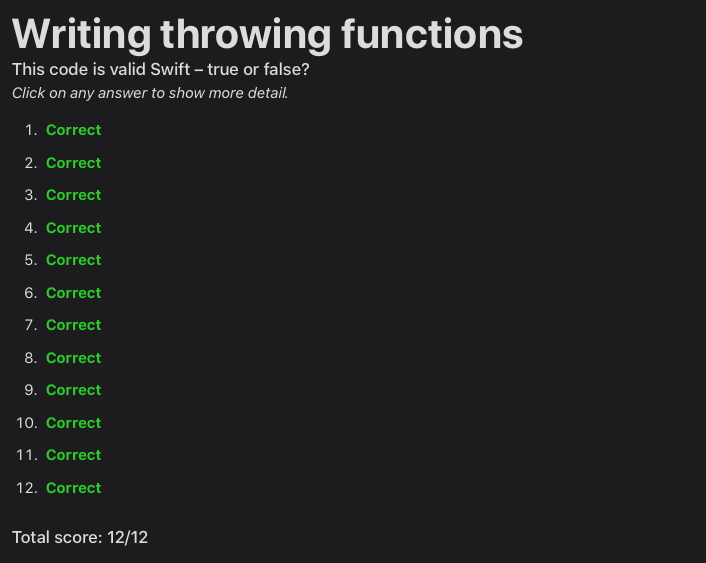 Writing throwing functions
This code is valid Swift – true or false?
Click on any answer to show more detail.
1. Correct
2. Correct
3. Correct
4. Correct
5. Correct
6. Correct
7. Correct
8. Correct
9. Correct
10. Correct
11. Correct
12. Correct
Total score: 12/12